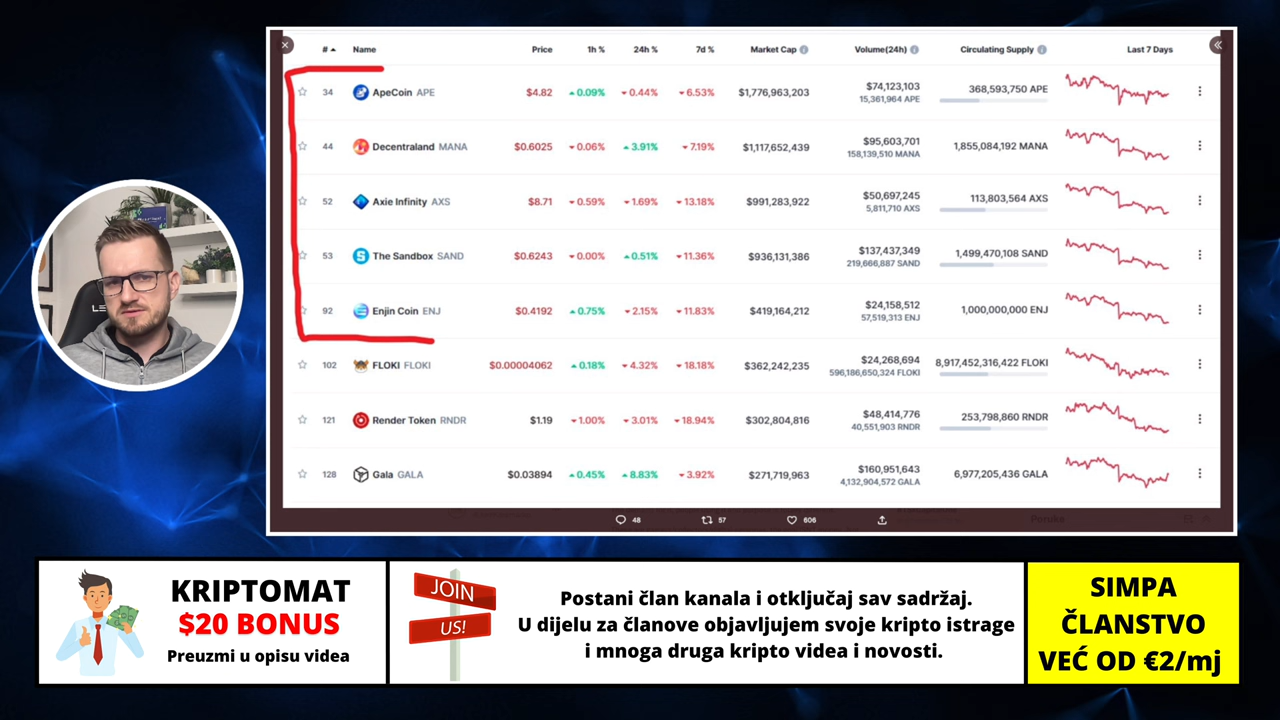 # Name Price 1h % 24h % 7d % Market Cap Volume(24h) Circulating Supply Last 7 Days
34 ApeCoin APE $4.82 0.09% 0.44% 6.53% $1,776,963,203 $74,123,103 368,593,750 APE
15,361,964 APE
44 Decentraland MANA $0.6025 0.06% 3.91% 7.19% $1,117,652,439 $95,603,701 1,855,084,192 MANA
158,139,510 MANA
52 Axie Infinity AXS $8.71 0.59% 1.69% 13.18% $991,283,922 $50,697,245 113,803,564 AXS
5,811,710 AXS
53 The Sandbox SAND $0.6243 0.00% 0.51% 11.36% $936,131,386 $137,437,349 1,499,470,108 SAND
219,666,887 SAND
92 Enjin Coin ENJ $0.4192 0.75% 2.15% 11.83% $419,164,212 $24,158,512 1,000,000,000 ENJ
57,519,313 ENJ
102 FLOKI FLOKI $0.00004062 0.18% 4.32% 18.18% $362,242,235 $24,268,694 8,917,452,316,422 FLOKI
596,186,650,324 FLOKI
121 Render Token RNDR $1.19 1.00% 3.01% 18.94% $302,804,816 $48,414,776 253,798,860 RNDR
40,551,903 RNDR
128 Gala GALA $0.03894 0.45% 8.83% 3.92% $271,719,963 $160,951,643 6,977,205,436 GALA
4,132,904,572 GALA
48 57 606
KRIPTOMAT
$20 BONUS
Preuzmi u opisu videa
JOIN
US!
Postani član kanala i otključaj sav sadržaj.
U dijelu za članove objavljujem svoje kripto istrage
i mnoga druga kripto videa i novosti.
SIMPA
ČLANSTVO
VEĆ OD €2/mj